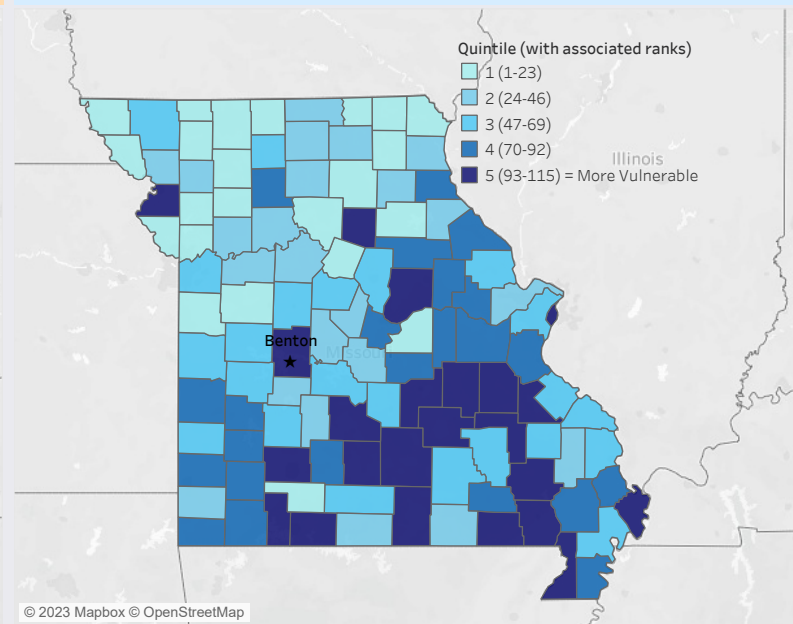 Quintile (with associated ranks)
1 (1-23)
2 (24-46)
3 (47-69)
4 (70-92)
5 (93-115) = More Vulnerable
Illinois
Benton
Missouri
© 2023 Mapbox © OpenStreetMap